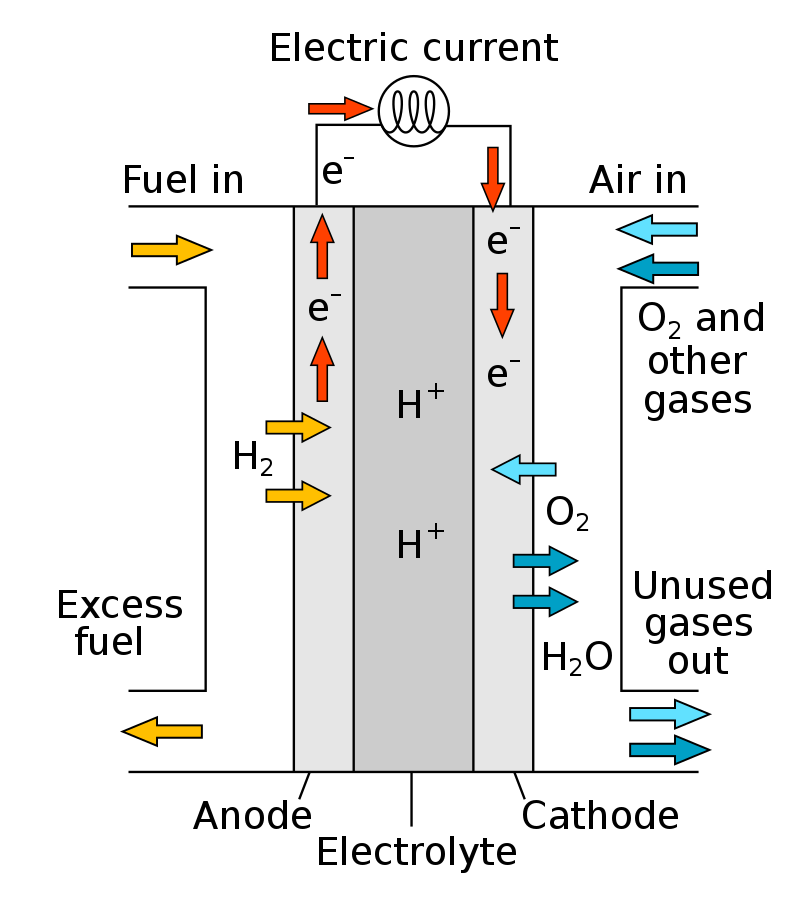 Electric current
Fuel in
e⁻
Air in
e⁻
e⁻
O₂ and
other
gases
e⁻
H⁺
H₂
O₂
H⁺
Excess
fuel
Unused
gases
out
H₂O
Anode
Cathode
Electrolyte